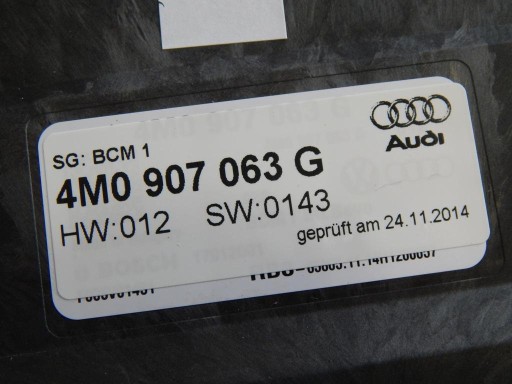 SG: BCM 1
4M0 907 063 G
HW:012 SW:0143
geprüft am 24.11.2014
Audi